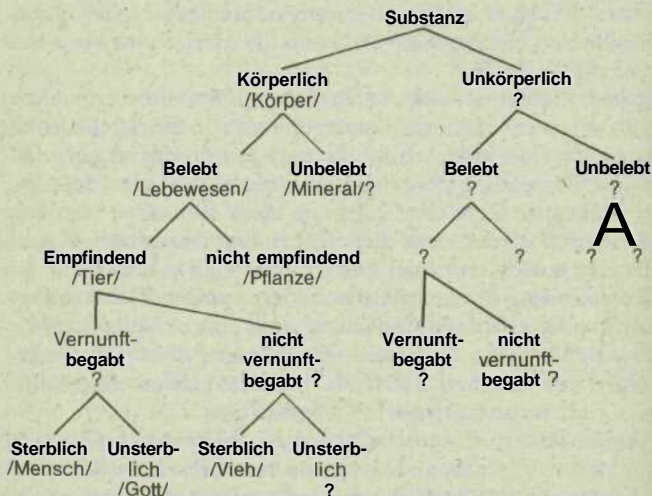 Substanz
Körperlich Unkörperlich
/Körper/ ?
Belebt Unbelebt Belebt Unbelebt
/Lebewesen/ /Mineral/? ? ?
A
Empfindend nicht empfindend ? ? ? ?
/Tier/ /Pflanze/
Vernunft- nicht Vernunft- nicht
begabt vernunft- begabt vernunft-
? begabt ? ? begabt ?
Sterblich Unsterb- Sterblich Unsterb-
/Mensch/ lich /Vieh/ lich
/Gott/ ?